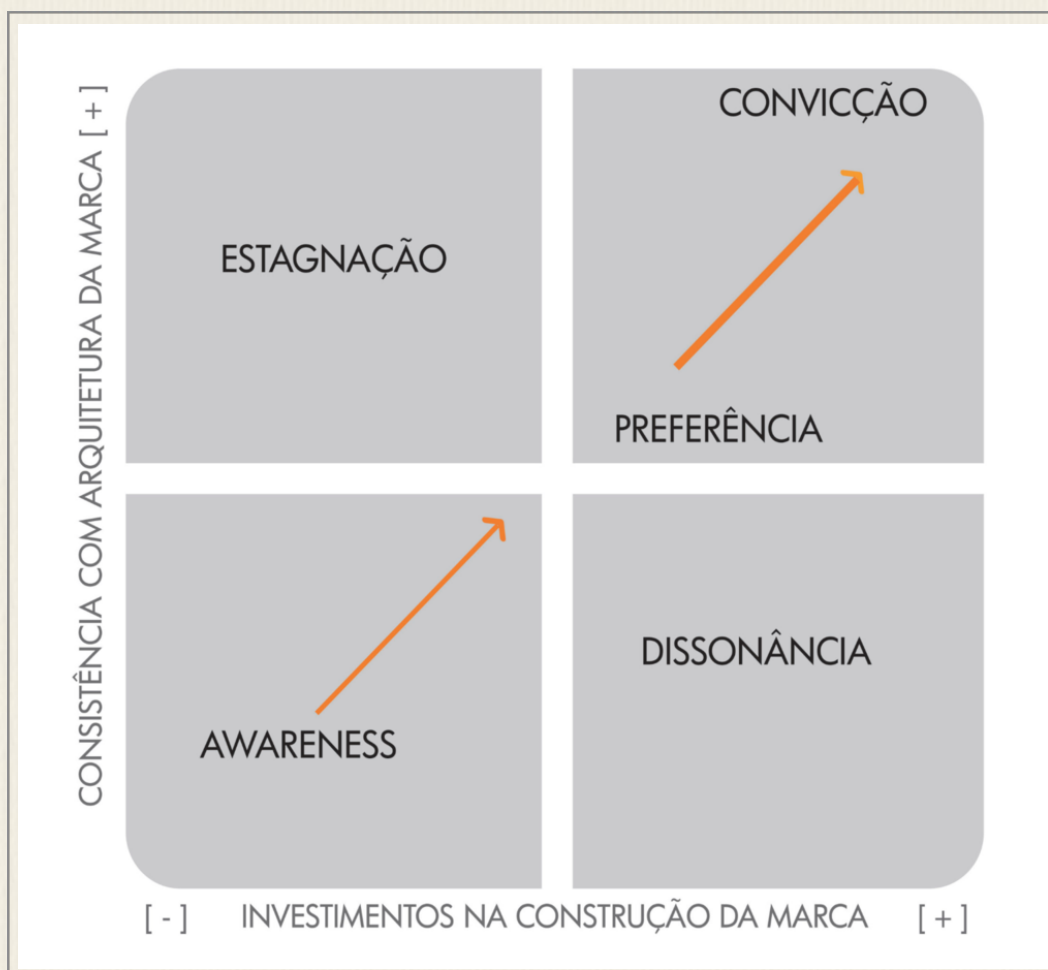 CONSISTÊNCIA COM ARQUITETURA DA MARCA [ + ]
CONVICÇÃO
ESTAGNAÇÃO
PREFERÊNCIA
DISSONÂNCIA
AWARENESS
[ - ] INVESTIMENTOS NA CONSTRUÇÃO DA MARCA [ + ]